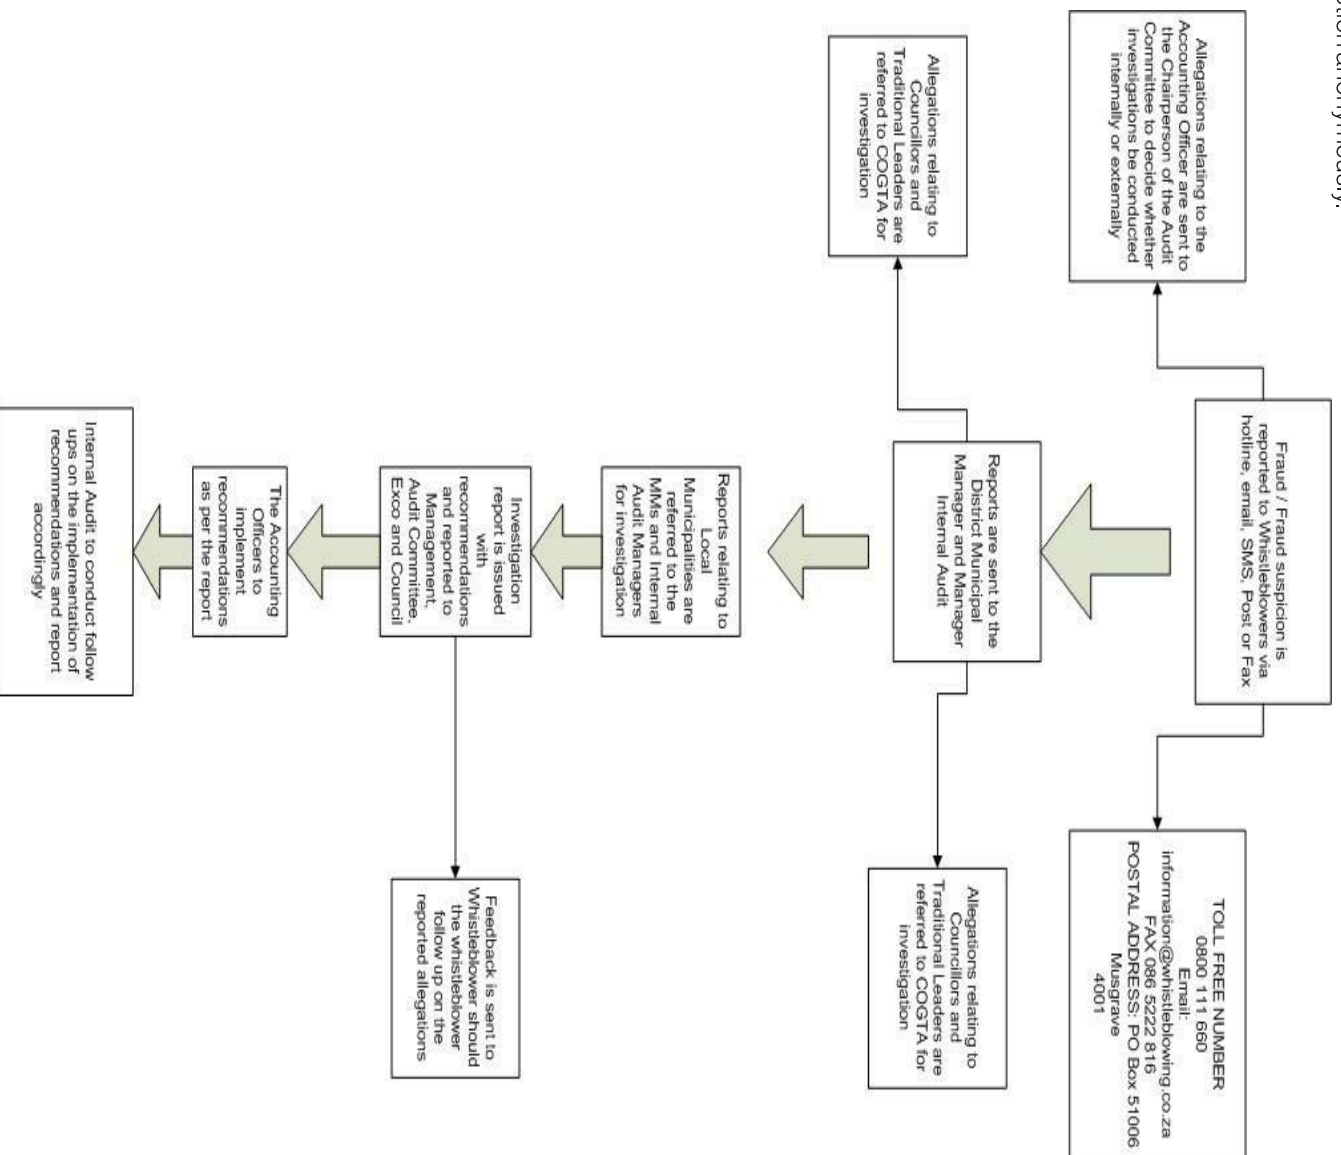 Fraud / Fraud suspicion is
reported to Whistleblowers via
hotline, email, SMS, Post or Fax
Allegations relating to the
Accounting Officer are sent to
the Chairperson of the Audit
Committee to decide whether
investigations be conducted
internally or externally
TOLL FREE NUMBER
0800 111 660
Email:
information@whistleblowing.co.za
FAX 086 5222 816
POSTAL ADDRESS: PO Box 51006
Musgrave
4001
Reports are sent to the
District Municipal
Manager and Manager
Internal Audit
Allegations relating to
Councillors and
Traditional Leaders are
referred to COGTA for
investigation
Allegations relating to
Councillors and
Traditional Leaders are
referred to COGTA for
investigation
Reports relating to
Local
Municipalities are
referred to the
MMs and Internal
Audit Managers
for investigation
Investigation
report is issued
with
recommendations
and reported to
Management,
Audit Committee,
Exco and Council
Feedback is sent to
Whistleblower should
the whistleblower
follow up on the
reported allegations
The Accounting
Officers to
implement
recommendations
as per the report
Internal Audit to conduct follow
ups on the implementation of
recommendations and report
accordingly